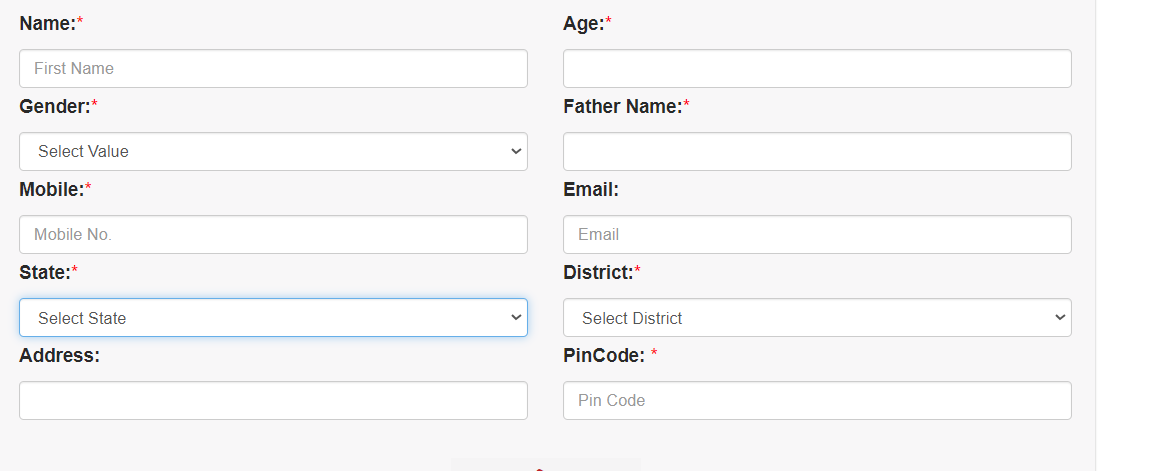 Name:* Age:*
First Name
Gender:* Father Name:*
Select Value
Mobile:* Email:
Mobile No. Email
State:* District:*
Select State Select District
Address: PinCode: *
Pin Code